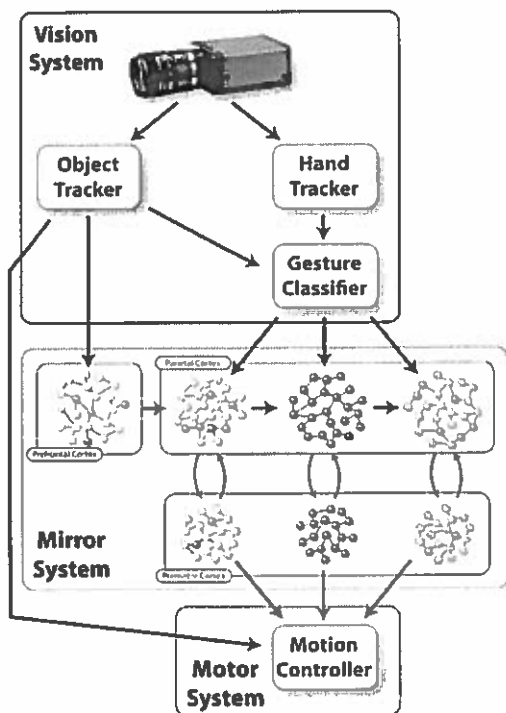 Vision
System
Object
Tracker
Hand
Tracker
Gesture
Classifier
Parietal Cortex
Prefrontal Cortex
Mirror
System
Premotor Cortex
Motion
Controller
Motor
System